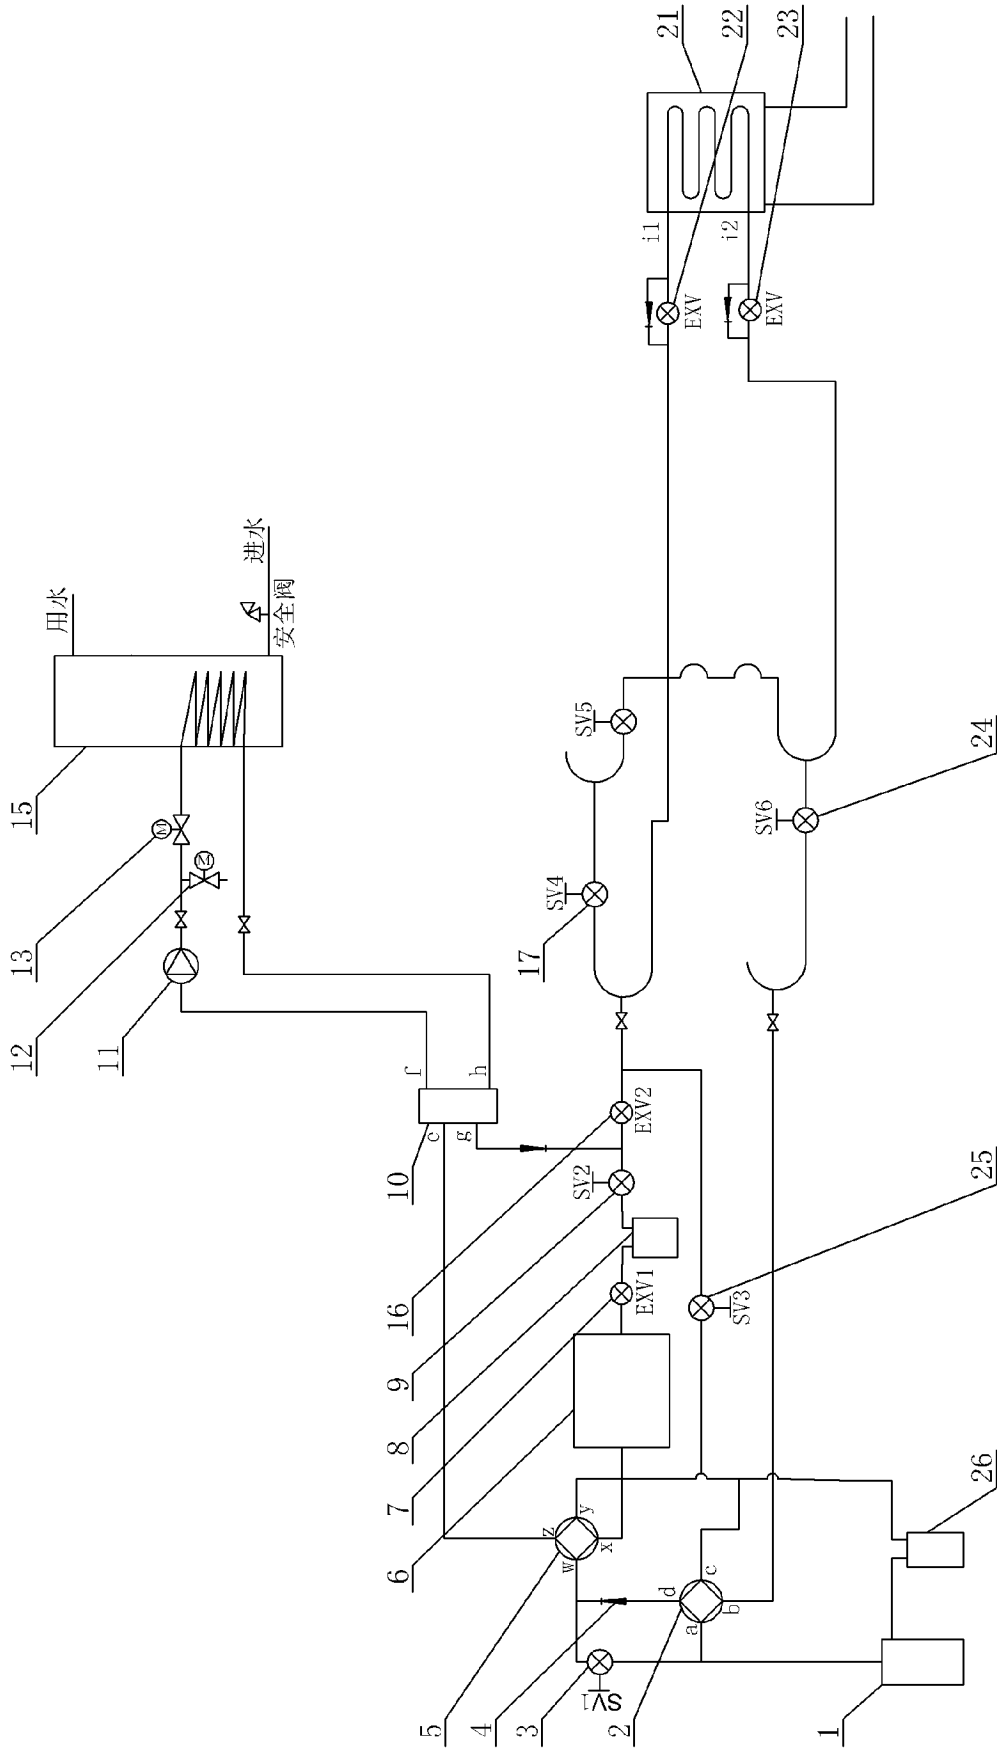 21
22
23
i1
i2
EXV
EXV
用水
进水
安全阀
15
13
M
M
12
11
SV5
SV4
17
SV6
24
f
h
e
g
10
EXV2
SV2
16
9
EXV1
8
7
6
SV3
25
26
z
y
w
x
5
4
3
2
1
d
c
a
b
SV1